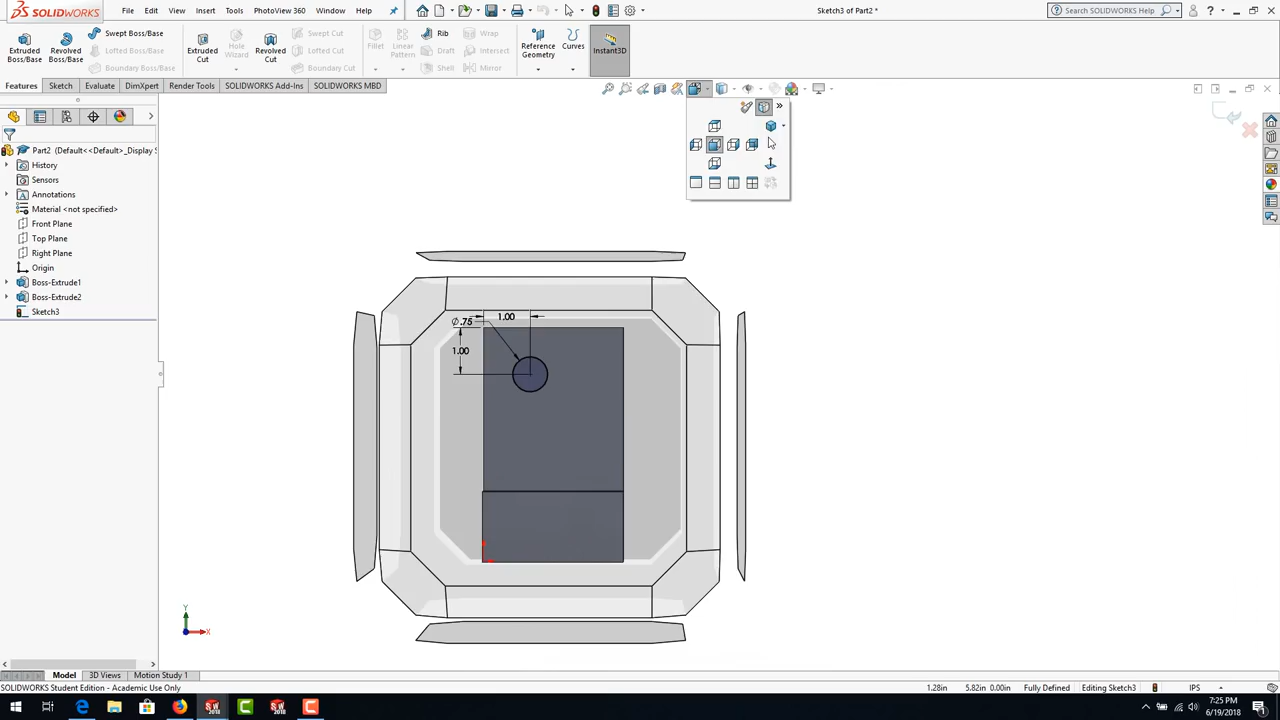 SOLIDWORKS File Edit View Insert Tools PhotoView 360 Window Help Sketch3 of Part2 * Search SOLIDWORKS Help
Extruded Boss/Base
Revolved Boss/Base
Swept Boss/Base
Lofted Boss/Base
Boundary Boss/Base
Extruded Cut
Hole Wizard
Revolved Cut
Swept Cut
Lofted Cut
Boundary Cut
Fillet
Linear Pattern
Rib
Draft
Shell
Wrap
Intersect
Mirror
Reference Geometry
Curves
Instant3D
Features Sketch Evaluate DimXpert Render Tools SOLIDWORKS Add-Ins SOLIDWORKS MBD
Part2 (Default<<Default>_Display S
History
Sensors
Annotations
Material <not specified>
Front Plane
Top Plane
Right Plane
Origin
Boss-Extrude1
Boss-Extrude2
Sketch3
1.00
Ø.75
1.00
Y
X
Model 3D Views Motion Study 1
SOLIDWORKS Student Edition - Academic Use Only 1.28in 5.82in 0.00in Fully Defined Editing Sketch3 IPS
7:25 PM
6/19/2018